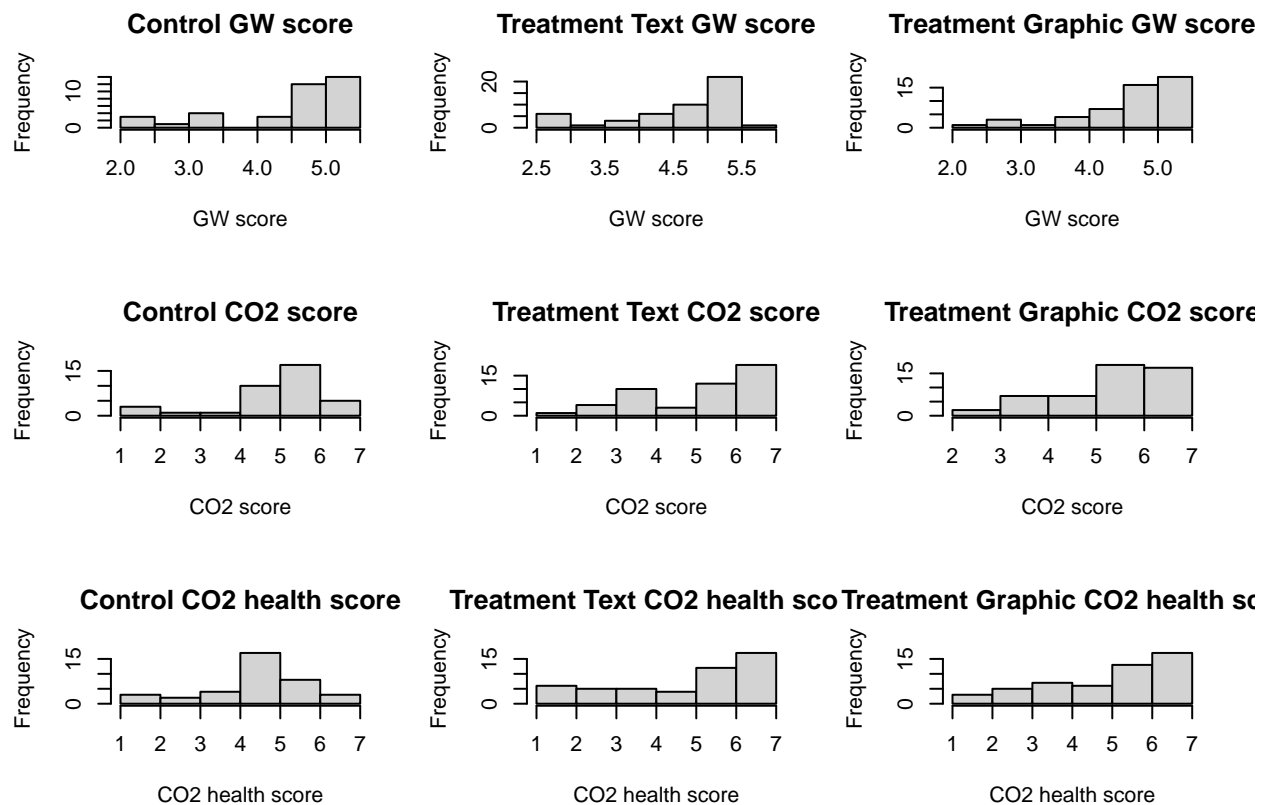 Control GW score
Frequency
0 10
2.0 3.0 4.0 5.0
GW score
Treatment Text GW score
Frequency
0 20
2.5 3.5 4.5 5.5
GW score
Treatment Graphic GW score
Frequency
0 15
2.0 3.0 4.0 5.0
GW score
Control CO2 score
Frequency
0 15
1 2 3 4 5 6 7
CO2 score
Treatment Text CO2 score
Frequency
0 15
1 2 3 4 5 6 7
CO2 score
Treatment Graphic CO2 score
Frequency
0 15
2 3 4 5 6 7
CO2 score
Control CO2 health score
Frequency
0 15
1 2 3 4 5 6 7
CO2 health score
Treatment Text CO2 health sco
Frequency
0 15
1 2 3 4 5 6 7
CO2 health score
Treatment Graphic CO2 health sc
Frequency
0 15
1 2 3 4 5 6 7
CO2 health score